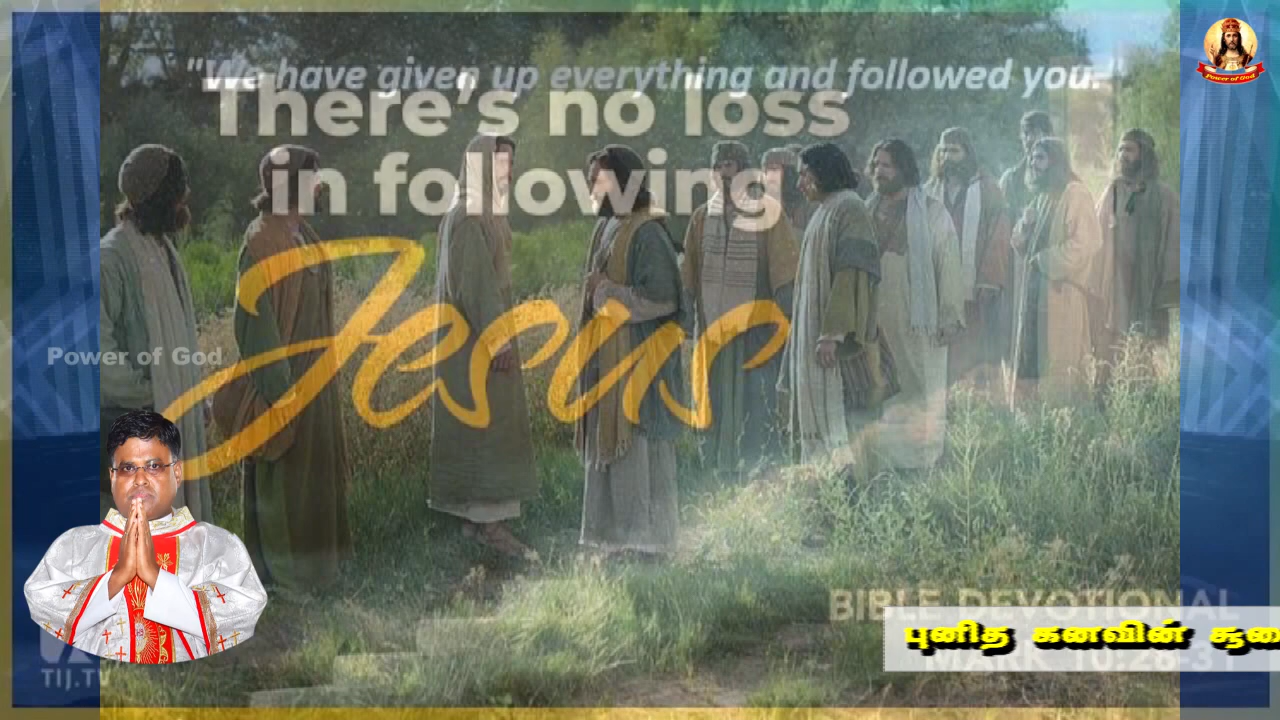 "We have given up everything and followed you."
There's no loss
in following
Jesus
Power of God
Power of God
BIBLE DEVOTIONAL
MARK 10:28-31
TIJ.TV
புனித கனவின்